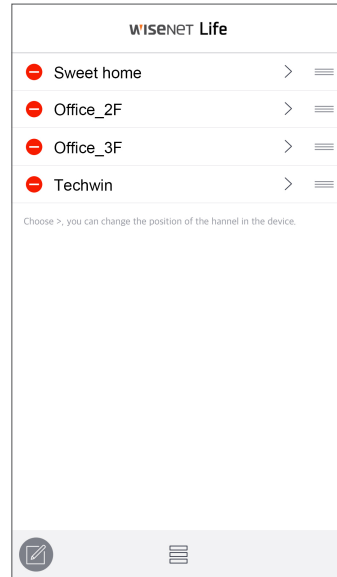 WISENET Life
Sweet home
Office_2F
Office_3F
Techwin
Choose >, you can change the position of the hannel in the device.